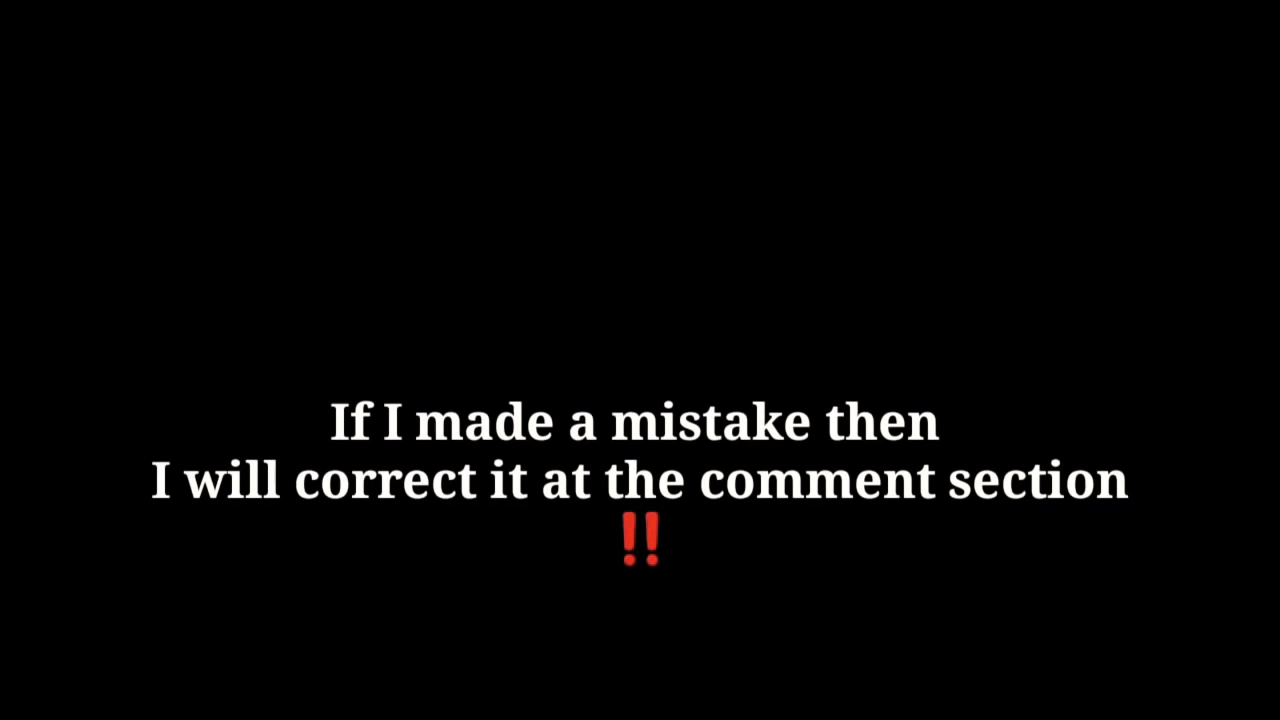 If I made a mistake then
I will correct it at the comment section
‼️